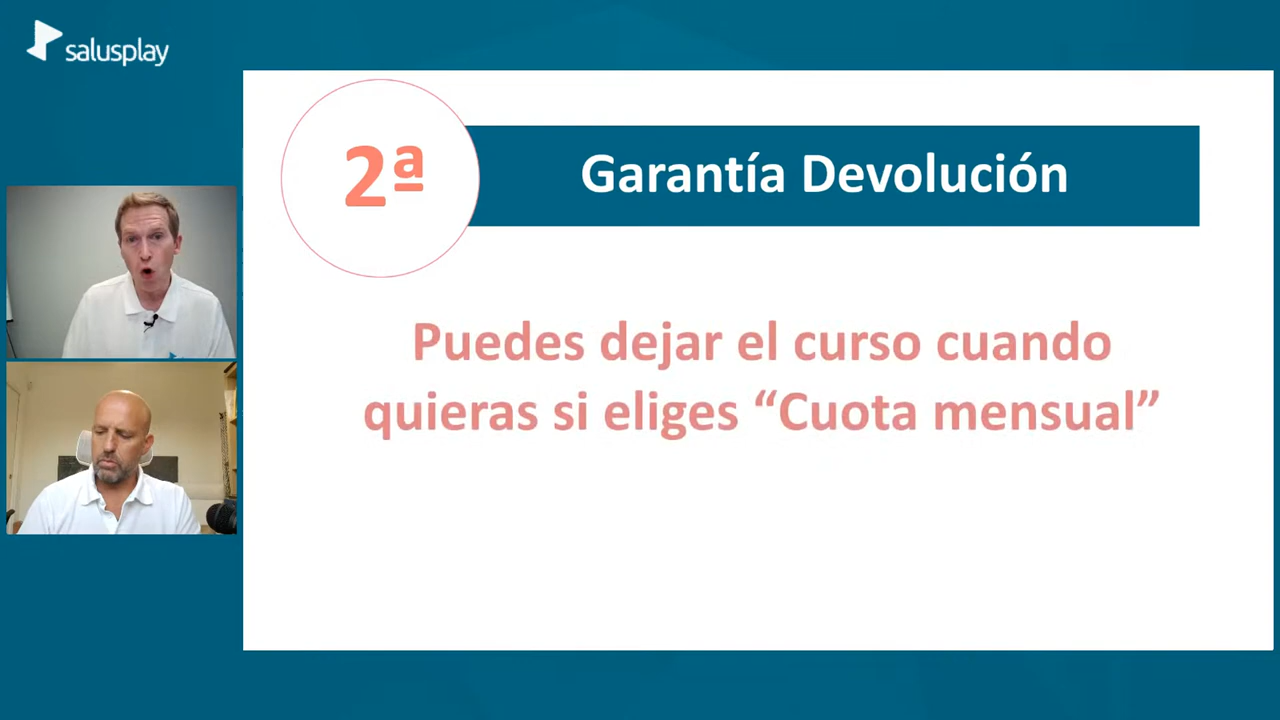 salusplay
2ª
Garantía Devolución
Puedes dejar el curso cuando
quieras si eliges “Cuota mensual”